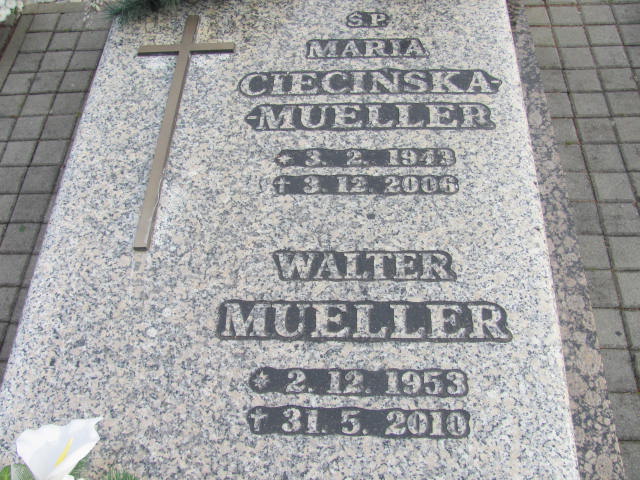 Ś.P.
MARIA
CIECIŃSKA-
-MUELLER
* 3. 2. 1943
✝ 3. 12. 2006
WALTER
MUELLER
* 2. 12. 1953
✝ 31. 5. 2010